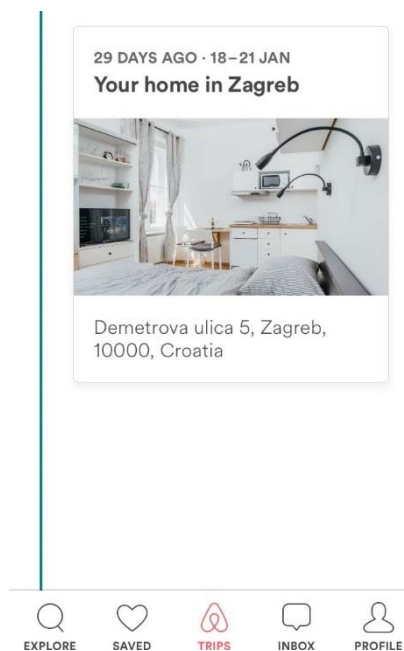 29 DAYS AGO · 18–21 JAN
Your home in Zagreb
Demetrova ulica 5, Zagreb,
10000, Croatia
EXPLORE SAVED TRIPS INBOX PROFILE